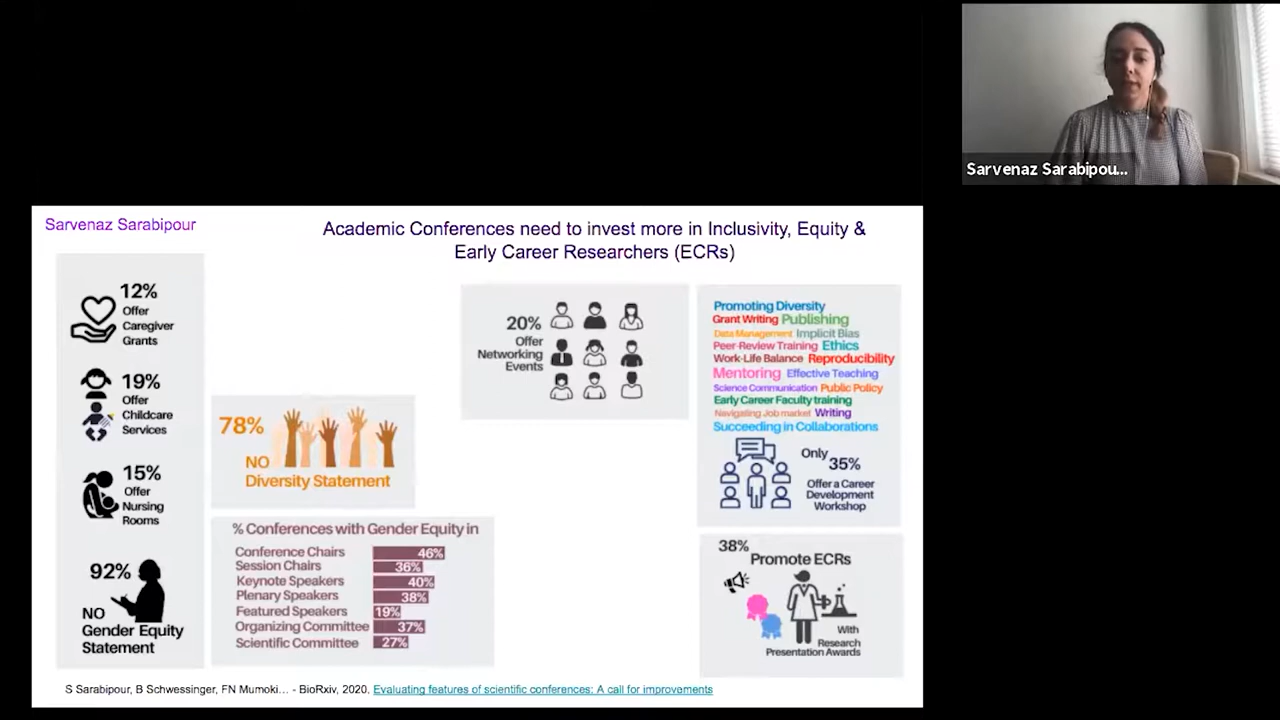 Sarvenaz Sarabipou...
Sarvenaz Sarabipour
Academic Conferences need to invest more in Inclusivity, Equity &
Early Career Researchers (ECRs)
12%
Offer
Caregiver
Grants
19%
Offer
Childcare
Services
15%
Offer
Nursing
Rooms
92%
NO
Gender Equity
Statement
78%
NO
Diversity Statement
% Conferences with Gender Equity in
Conference Chairs 46%
Session Chairs 36%
Keynote Speakers 40%
Plenary Speakers 38%
Featured Speakers 19%
Organizing Committee 37%
Scientific Committee 27%
20%
Offer
Networking
Events
Promoting Diversity
Grant Writing Publishing
Data Management Implicit Bias
Peer-Review Training Ethics
Work-Life Balance Reproducibility
Mentoring Effective Teaching
Science Communication Public Policy
Early Career Faculty training
Navigating Job market Writing
Succeeding in Collaborations
Only
35%
Offer a Career
Development
Workshop
38%
Promote ECRs
With
Research
Presentation Awards
S Sarabipour, B Schwessinger, FN Mumoki... - BioRxiv, 2020. Evaluating features of scientific conferences: A call for improvements